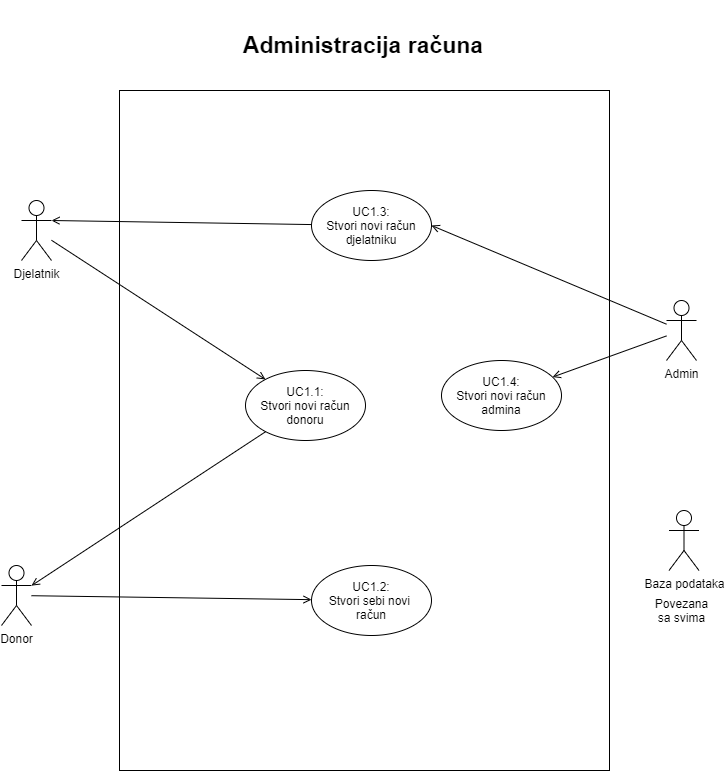 Administracija računa
UC1.3:
Stvori novi račun
djelatniku
Djelatnik
Admin
UC1.1:
Stvori novi račun
donoru
UC1.4:
Stvori novi račun
admina
Baza podataka
Povezana
sa svima
UC1.2:
Stvori sebi novi
račun
Donor